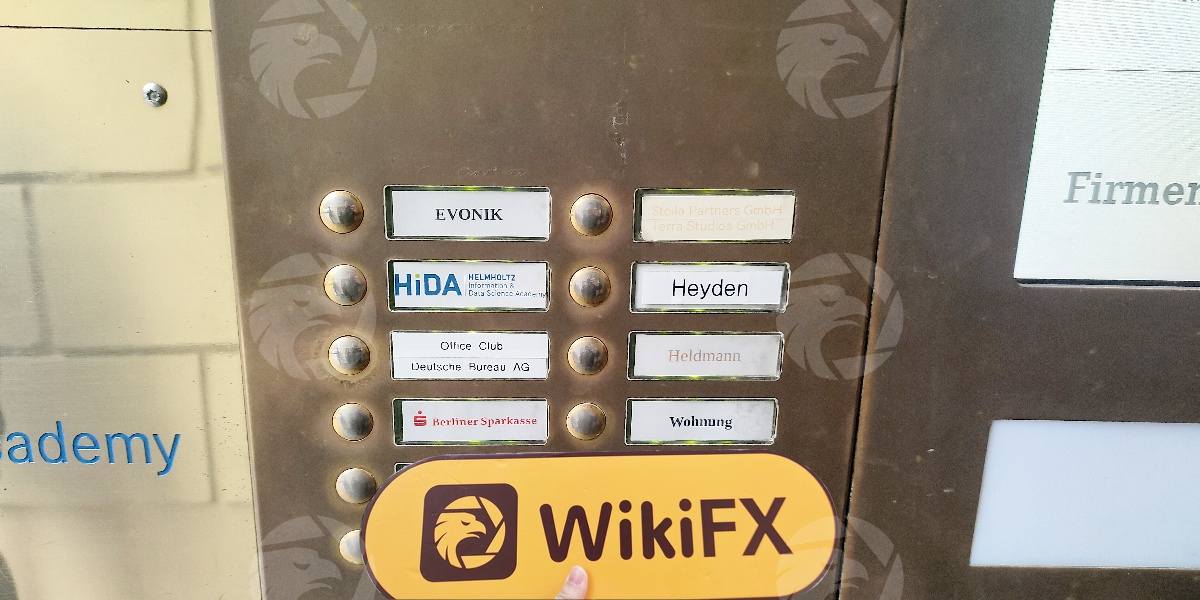 EVONIK
HiDA HELMHOLTZ
Information &
Data Science Academy
Office Club
Deutsche Bureau AG
Berliner Sparkasse
Stella Partners GmbH
Terra Studios GmbH
Heyden
Heldmann
Wohnung
Firmen
ademy
WikiFX